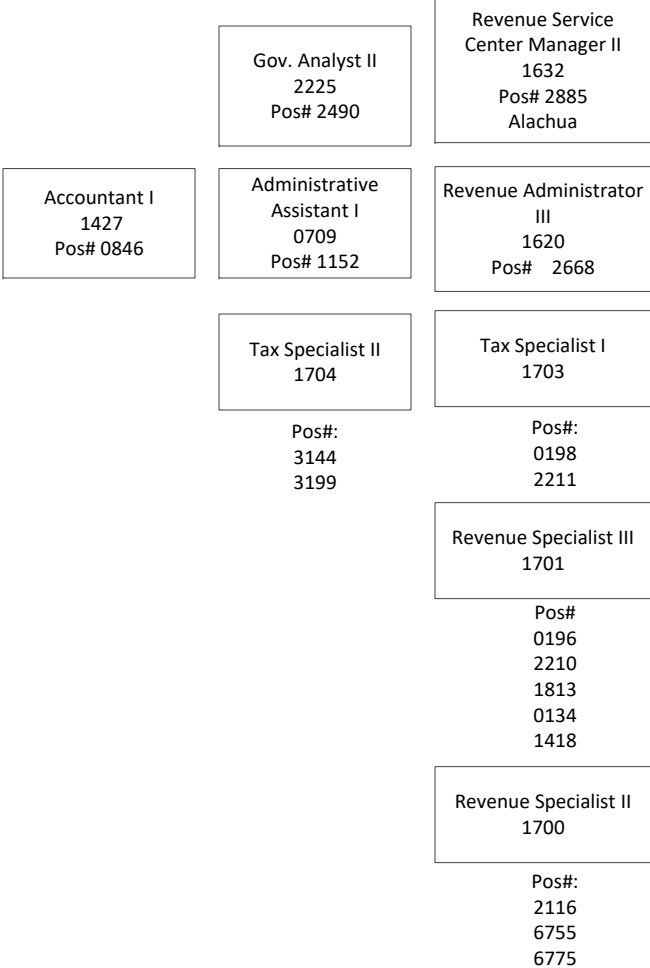 Gov. Analyst II
2225
Pos# 2490
Revenue Service
Center Manager II
1632
Pos# 2885
Alachua
Accountant I
1427
Pos# 0846
Administrative
Assistant I
0709
Pos# 1152
Revenue Administrator
III
1620
Pos# 2668
Tax Specialist II
1704
Pos#:
3144
3199
Tax Specialist I
1703
Pos#:
0198
2211
Revenue Specialist III
1701
Pos#
0196
2210
1813
0134
1418
Revenue Specialist II
1700
Pos#:
2116
6755
6775